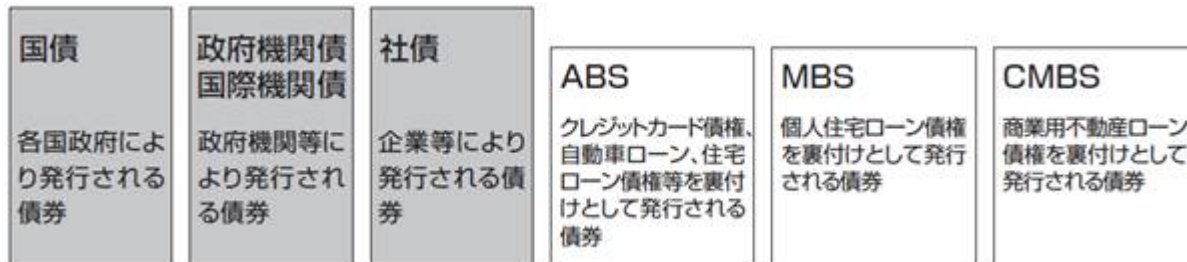 国債
各国政府によ
り発行される
債券
政府機関債
国際機関債
政府機関等に
より発行され
る債券
社債
企業等により
発行される債
券
ABS
クレジットカード債権、
自動車ローン、住宅
ローン債権等を裏付
けとして発行される
債券
MBS
個人住宅ローン債権
を裏付けとして発行
される債券
CMBS
商業用不動産ローン
債権を裏付けとして
発行される債券